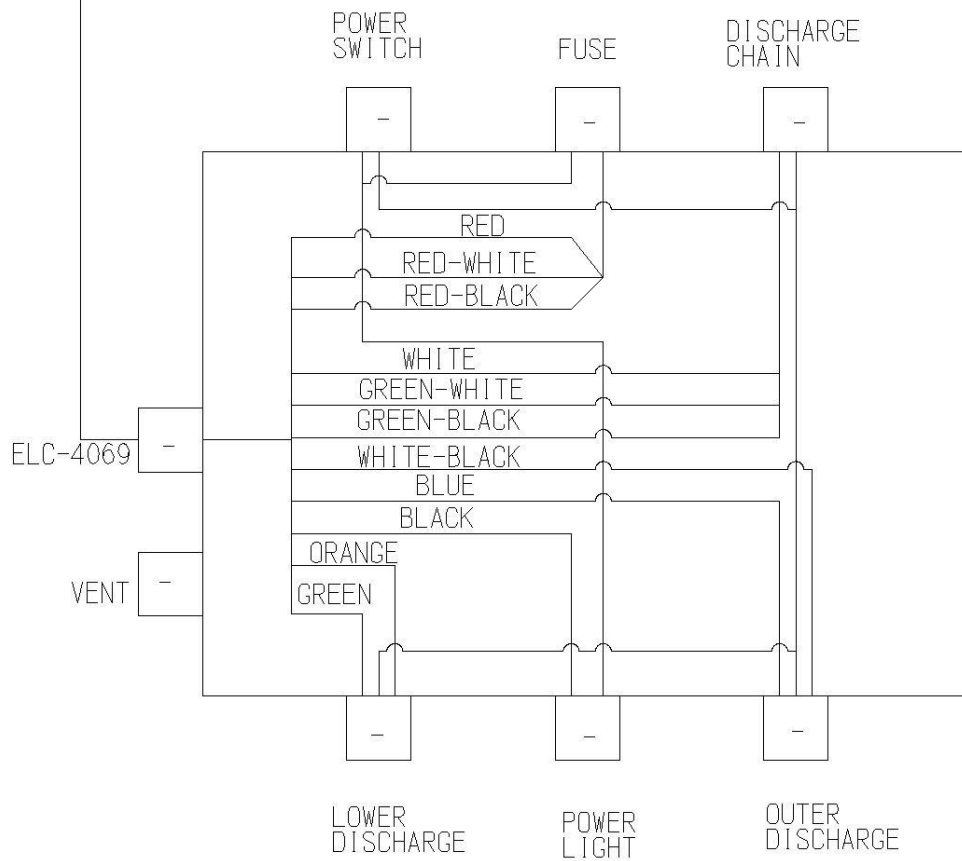 POWER
SWITCH
FUSE
DISCHARGE
CHAIN
RED
RED-WHITE
RED-BLACK
WHITE
GREEN-WHITE
GREEN-BLACK
ELC-4069
WHITE-BLACK
BLUE
BLACK
ORANGE
VENT
GREEN
LOWER
DISCHARGE
POWER
LIGHT
OUTER
DISCHARGE